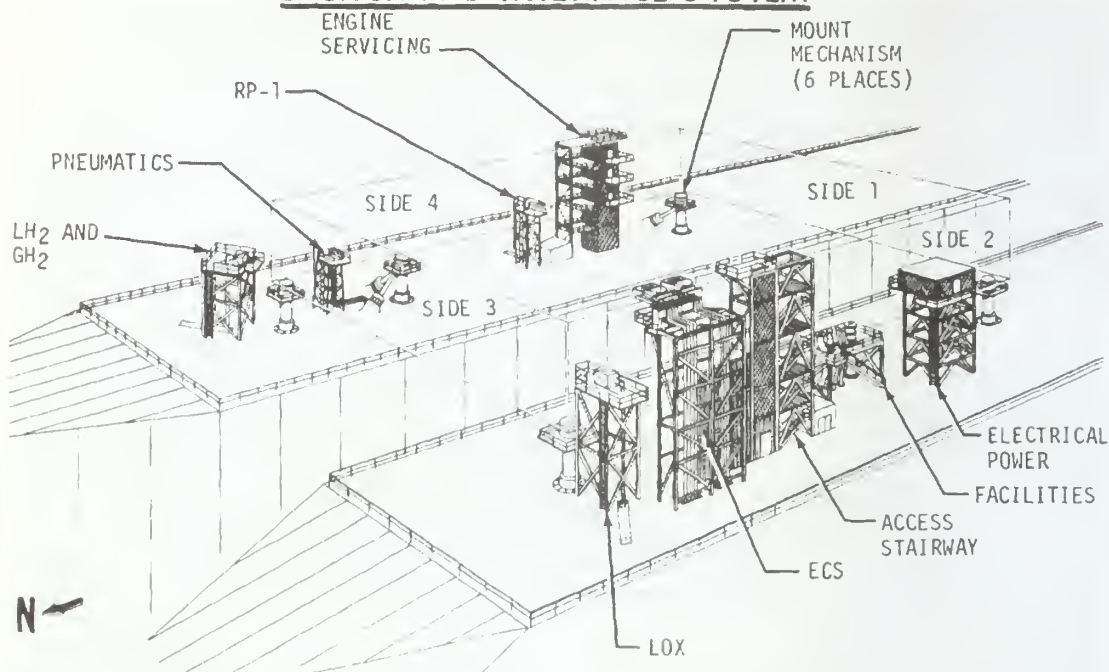 ENGINE
SERVICING
MOUNT
MECHANISM
(6 PLACES)
RP-1
PNEUMATICS
SIDE 4
SIDE 1
LH2 AND
GH2
SIDE 2
SIDE 3
ELECTRICAL
POWER
FACILITIES
ACCESS
STAIRWAY
ECS
N
LOX